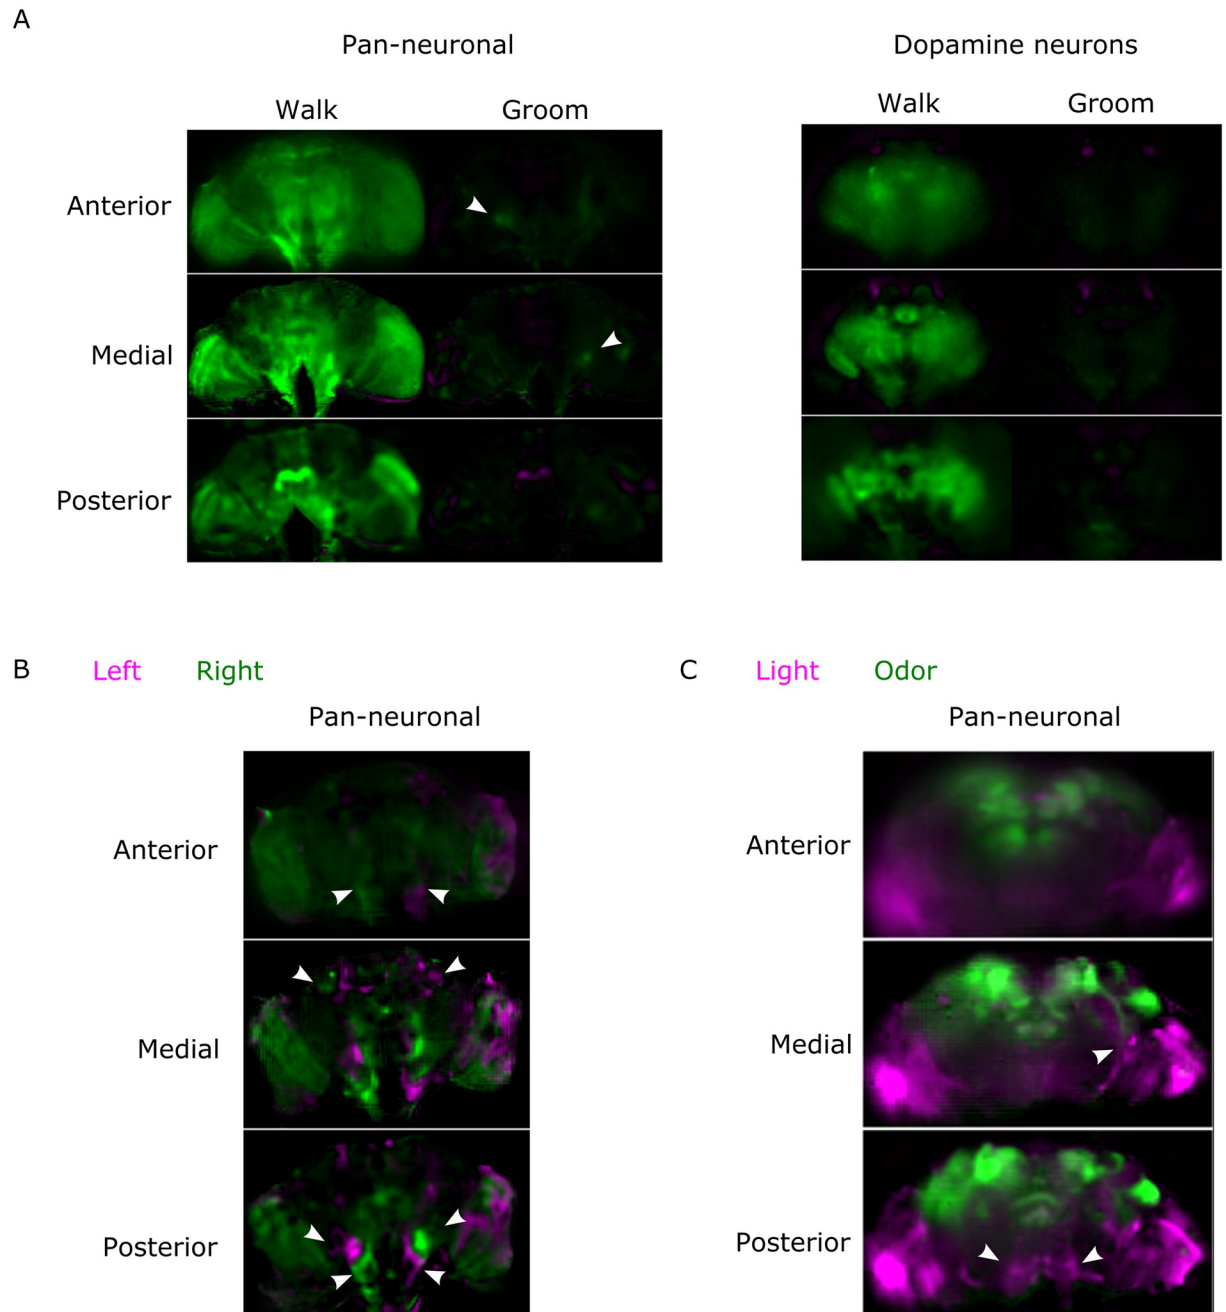 A
Pan-neuronal
Dopamine neurons
Walk
Groom
Walk
Groom
Anterior
Medial
Posterior
B
Left
Right
Pan-neuronal
Anterior
Medial
Posterior
C
Light
Odor
Pan-neuronal
Anterior
Medial
Posterior